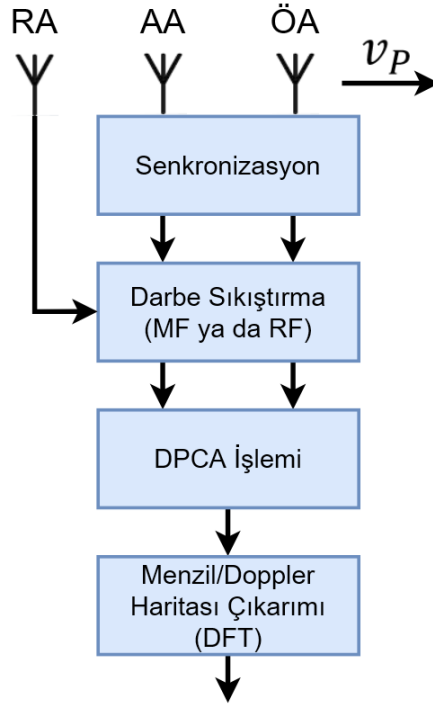 RA AA ÖA
v_P
Senkronizasyon
Darbe Sıkıştırma
(MF ya da RF)
DPCA İşlemi
Menzil/Doppler
Haritası Çıkarımı
(DFT)